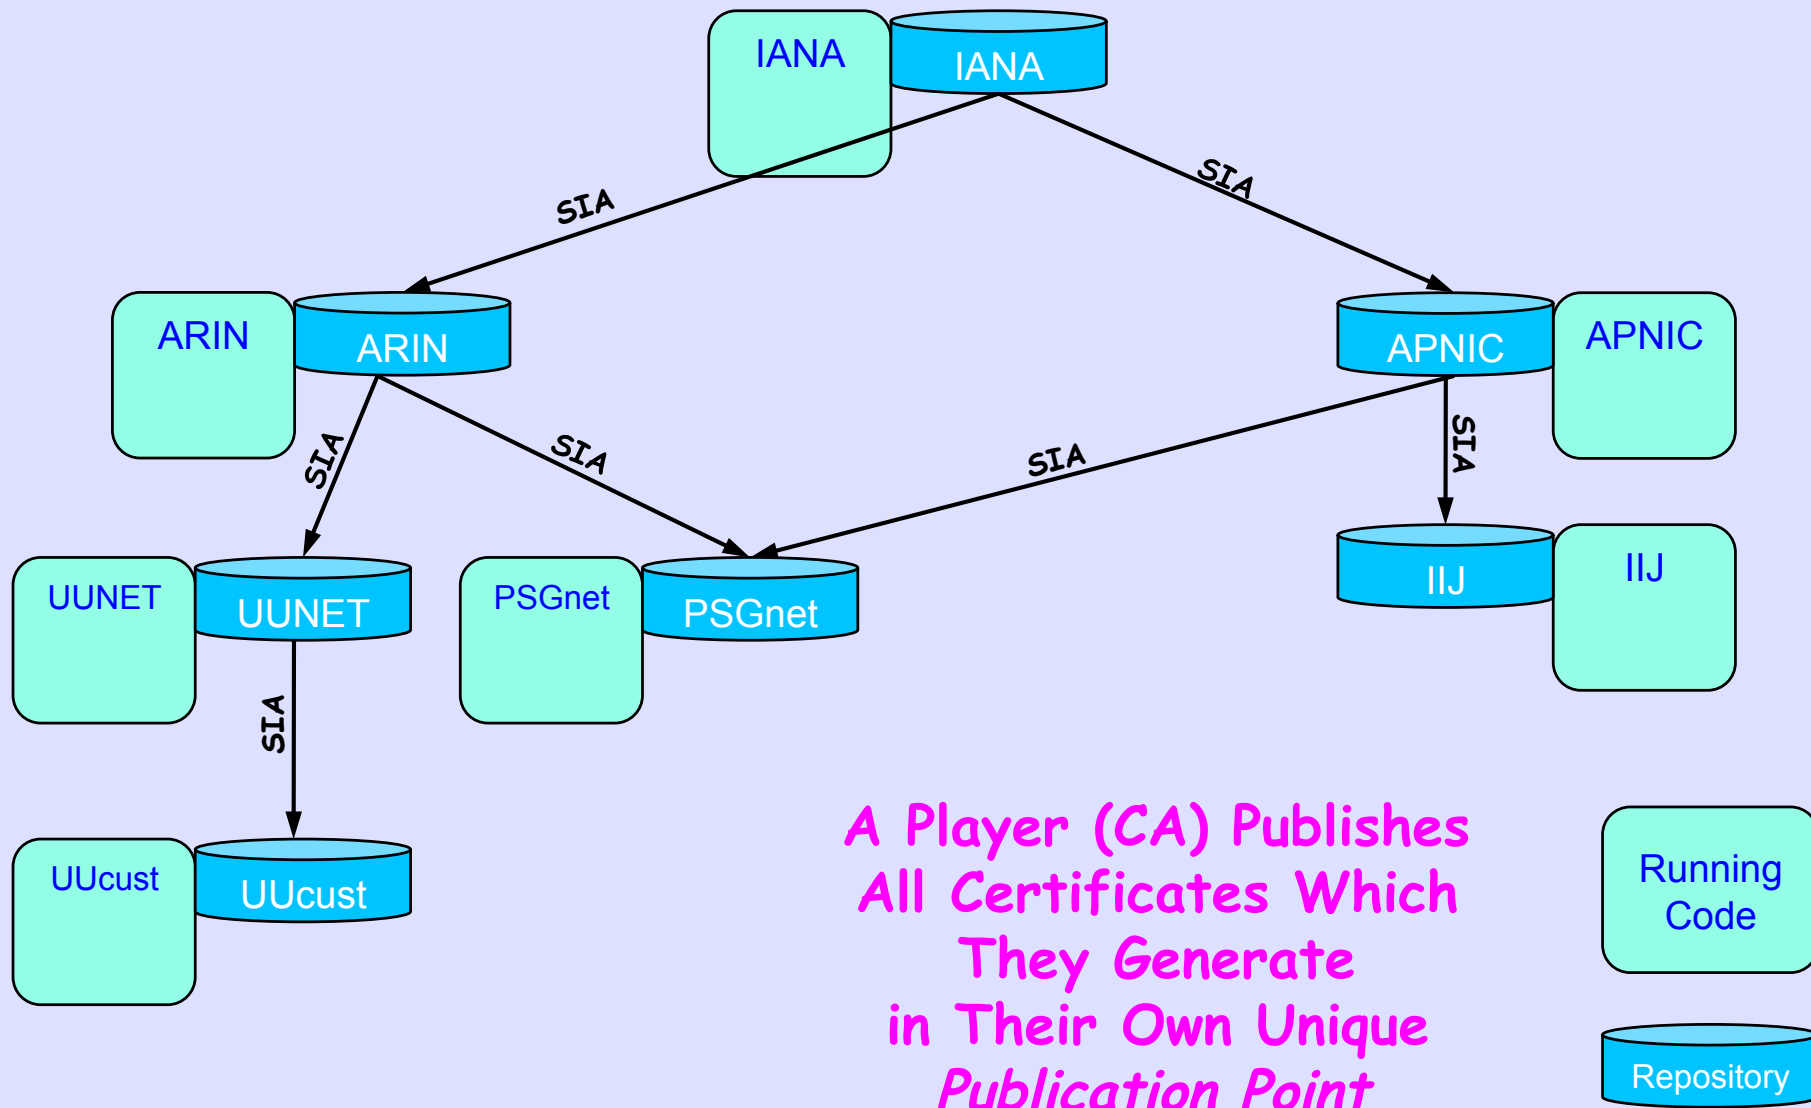 IANA
IANA
SIA
SIA
ARIN
ARIN
APNIC
APNIC
SIA
SIA
SIA
SIA
UUNET
UUNET
PSGnet
PSGnet
IIJ
IIJ
SIA
UUcust
UUcust
A Player (CA) Publishes
All Certificates Which
They Generate
in Their Own Unique
Publication Point
Running
Code
Repository